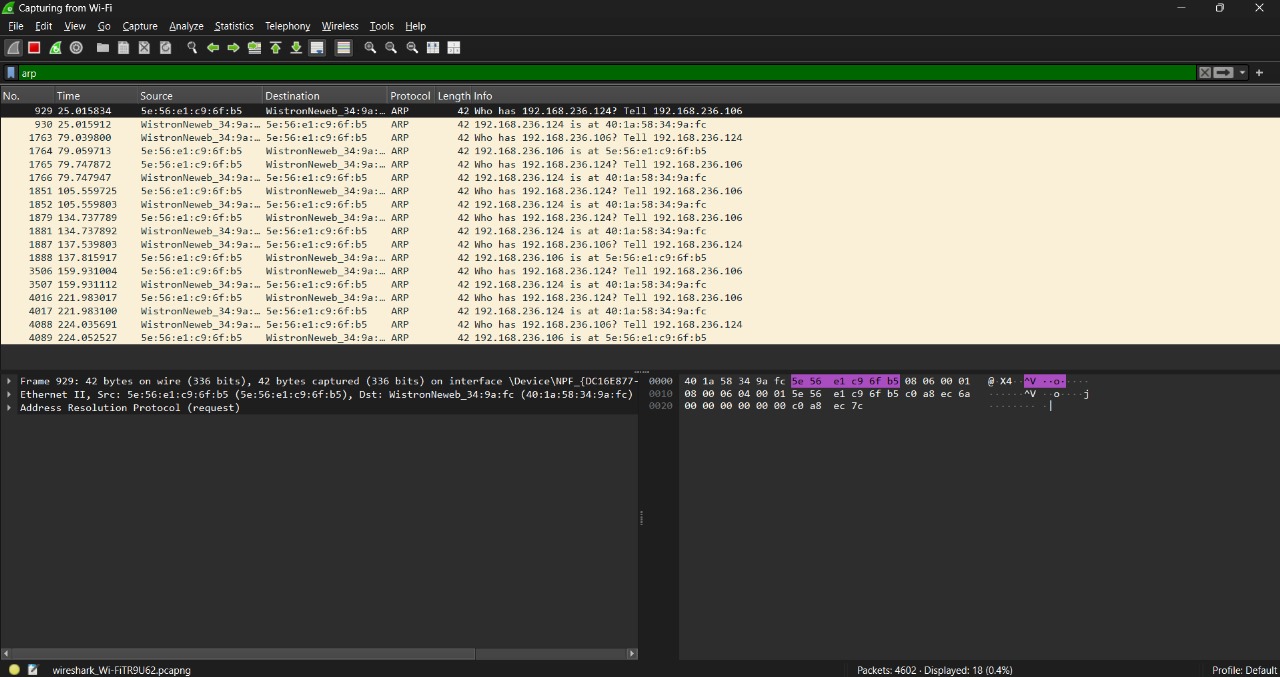 Capturing from Wi-Fi
File Edit View Go Capture Analyze Statistics Telephony Wireless Tools Help
arp
No. Time Source Destination Protocol Length Info
929 25.015834 5e:56:e1:c9:6f:b5 WistronNeweb_34:9a:… ARP 42 Who has 192.168.236.124? Tell 192.168.236.106
930 25.015912 WistronNeweb_34:9a:… 5e:56:e1:c9:6f:b5 ARP 42 192.168.236.124 is at 40:1a:58:34:9a:fc
1763 79.039800 WistronNeweb_34:9a:… 5e:56:e1:c9:6f:b5 ARP 42 Who has 192.168.236.106? Tell 192.168.236.124
1764 79.059713 5e:56:e1:c9:6f:b5 WistronNeweb_34:9a:… ARP 42 192.168.236.106 is at 5e:56:e1:c9:6f:b5
1765 79.747872 5e:56:e1:c9:6f:b5 WistronNeweb_34:9a:… ARP 42 Who has 192.168.236.124? Tell 192.168.236.106
1766 79.747947 WistronNeweb_34:9a:… 5e:56:e1:c9:6f:b5 ARP 42 192.168.236.124 is at 40:1a:58:34:9a:fc
1851 105.559725 5e:56:e1:c9:6f:b5 WistronNeweb_34:9a:… ARP 42 Who has 192.168.236.124? Tell 192.168.236.106
1852 105.559803 WistronNeweb_34:9a:… 5e:56:e1:c9:6f:b5 ARP 42 192.168.236.124 is at 40:1a:58:34:9a:fc
1879 134.737789 5e:56:e1:c9:6f:b5 WistronNeweb_34:9a:… ARP 42 Who has 192.168.236.124? Tell 192.168.236.106
1881 134.737892 WistronNeweb_34:9a:… 5e:56:e1:c9:6f:b5 ARP 42 192.168.236.124 is at 40:1a:58:34:9a:fc
1887 137.539803 WistronNeweb_34:9a:… 5e:56:e1:c9:6f:b5 ARP 42 Who has 192.168.236.106? Tell 192.168.236.124
1888 137.815917 5e:56:e1:c9:6f:b5 WistronNeweb_34:9a:… ARP 42 192.168.236.106 is at 5e:56:e1:c9:6f:b5
3506 159.931004 5e:56:e1:c9:6f:b5 WistronNeweb_34:9a:… ARP 42 Who has 192.168.236.124? Tell 192.168.236.106
3507 159.931112 WistronNeweb_34:9a:… 5e:56:e1:c9:6f:b5 ARP 42 192.168.236.124 is at 40:1a:58:34:9a:fc
4016 221.983017 5e:56:e1:c9:6f:b5 WistronNeweb_34:9a:… ARP 42 Who has 192.168.236.124? Tell 192.168.236.106
4017 221.983100 WistronNeweb_34:9a:… 5e:56:e1:c9:6f:b5 ARP 42 192.168.236.124 is at 40:1a:58:34:9a:fc
4088 224.035691 WistronNeweb_34:9a:… 5e:56:e1:c9:6f:b5 ARP 42 Who has 192.168.236.106? Tell 192.168.236.124
4089 224.052527 5e:56:e1:c9:6f:b5 WistronNeweb_34:9a:… ARP 42 192.168.236.106 is at 5e:56:e1:c9:6f:b5
Frame 929: 42 bytes on wire (336 bits), 42 bytes captured (336 bits) on interface \Device\NPF_{DC16E877-
Ethernet II, Src: 5e:56:e1:c9:6f:b5 (5e:56:e1:c9:6f:b5), Dst: WistronNeweb_34:9a:fc (40:1a:58:34:9a:fc)
Address Resolution Protocol (request)
0000 40 1a 58 34 9a fc 5e 56 e1 c9 6f b5 08 06 00 01 @·X4··^V ··o·····
0010 08 00 06 04 00 01 5e 56 e1 c9 6f b5 c0 a8 ec 6a ······^V ··o····j
0020 00 00 00 00 00 00 c0 a8 ec 7c ········ ·|
wireshark_Wi-FiTR9U62.pcapng
Packets: 4602 · Displayed: 18 (0.4%)
Profile: Default